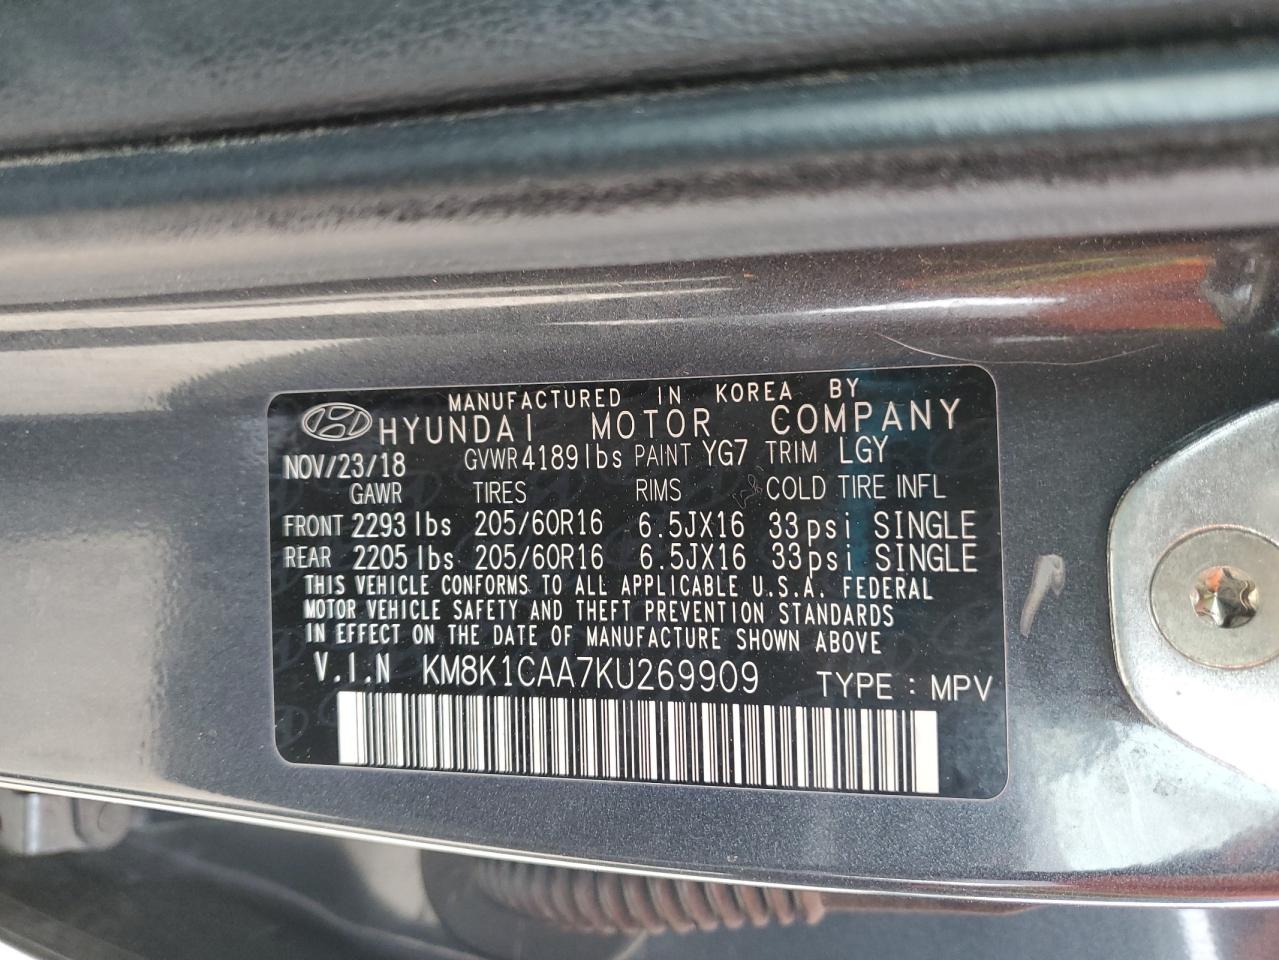 MANUFACTURED IN KOREA BY
HYUNDAI MOTOR COMPANY
NOV/23/18 GVWR 4189lbs PAINT YG7 TRIM LGY
GAWR TIRES RIMS COLD TIRE INFL
FRONT 2293 lbs 205/60R16 6.5JX16 33psi SINGLE
REAR 2205 lbs 205/60R16 6.5JX16 33psi SINGLE
THIS VEHICLE CONFORMS TO ALL APPLICABLE U.S.A. FEDERAL
MOTOR VEHICLE SAFETY AND THEFT PREVENTION STANDARDS
IN EFFECT ON THE DATE OF MANUFACTURE SHOWN ABOVE
V.I.N KM8K1CAA7KU269909 TYPE : MPV